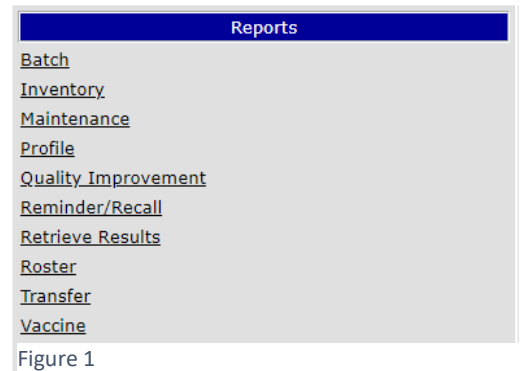 Reports
Batch
Inventory
Maintenance
Profile
Quality Improvement
Reminder/Recall
Retrieve Results
Roster
Transfer
Vaccine
Figure 1